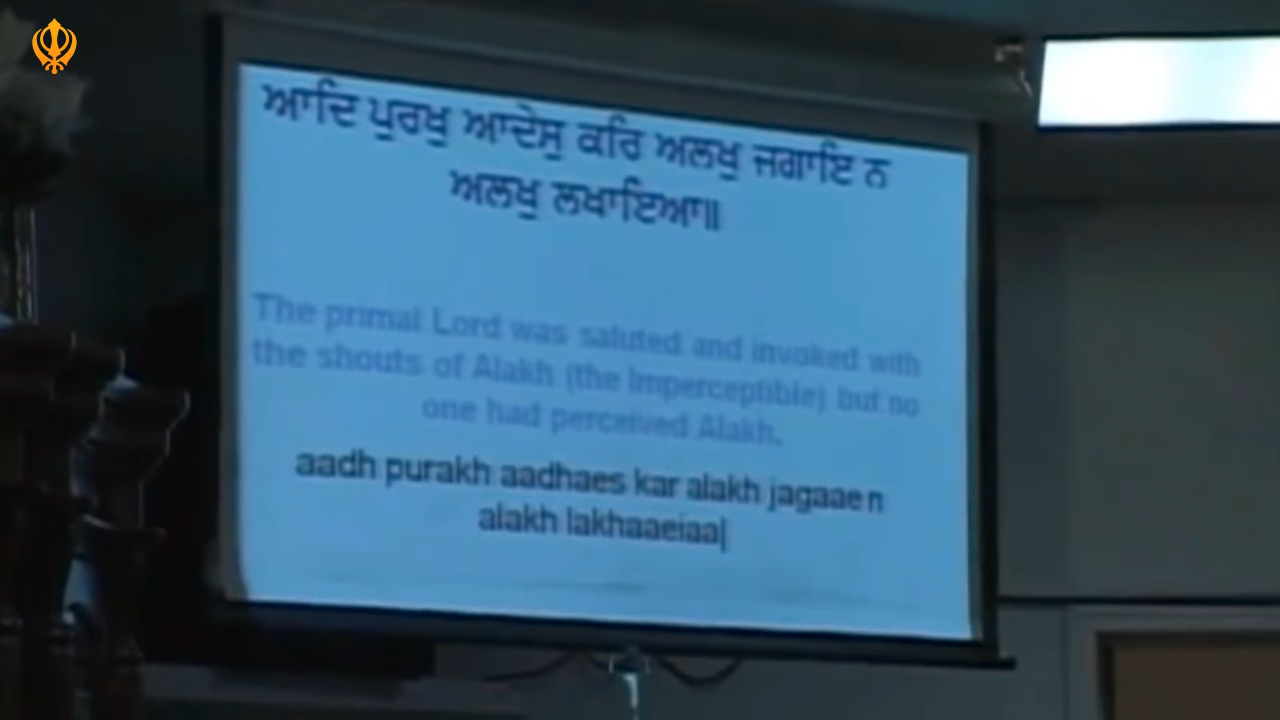 ਆਦਿ ਪੁਰਖੁ ਆਦੇਸੁ ਕਰਿ ਅਲਖੁ ਜਗਾਇ ਨ
ਅਲਖੁ ਲਖਾਇਆ॥
The primal Lord was saluted and invoked with
the shouts of Alakh (the Imperceptible) but no
one had perceived Alakh.
aadh purakh aadhaes kar alakh jagaae n
alakh lakhaaeiaa|